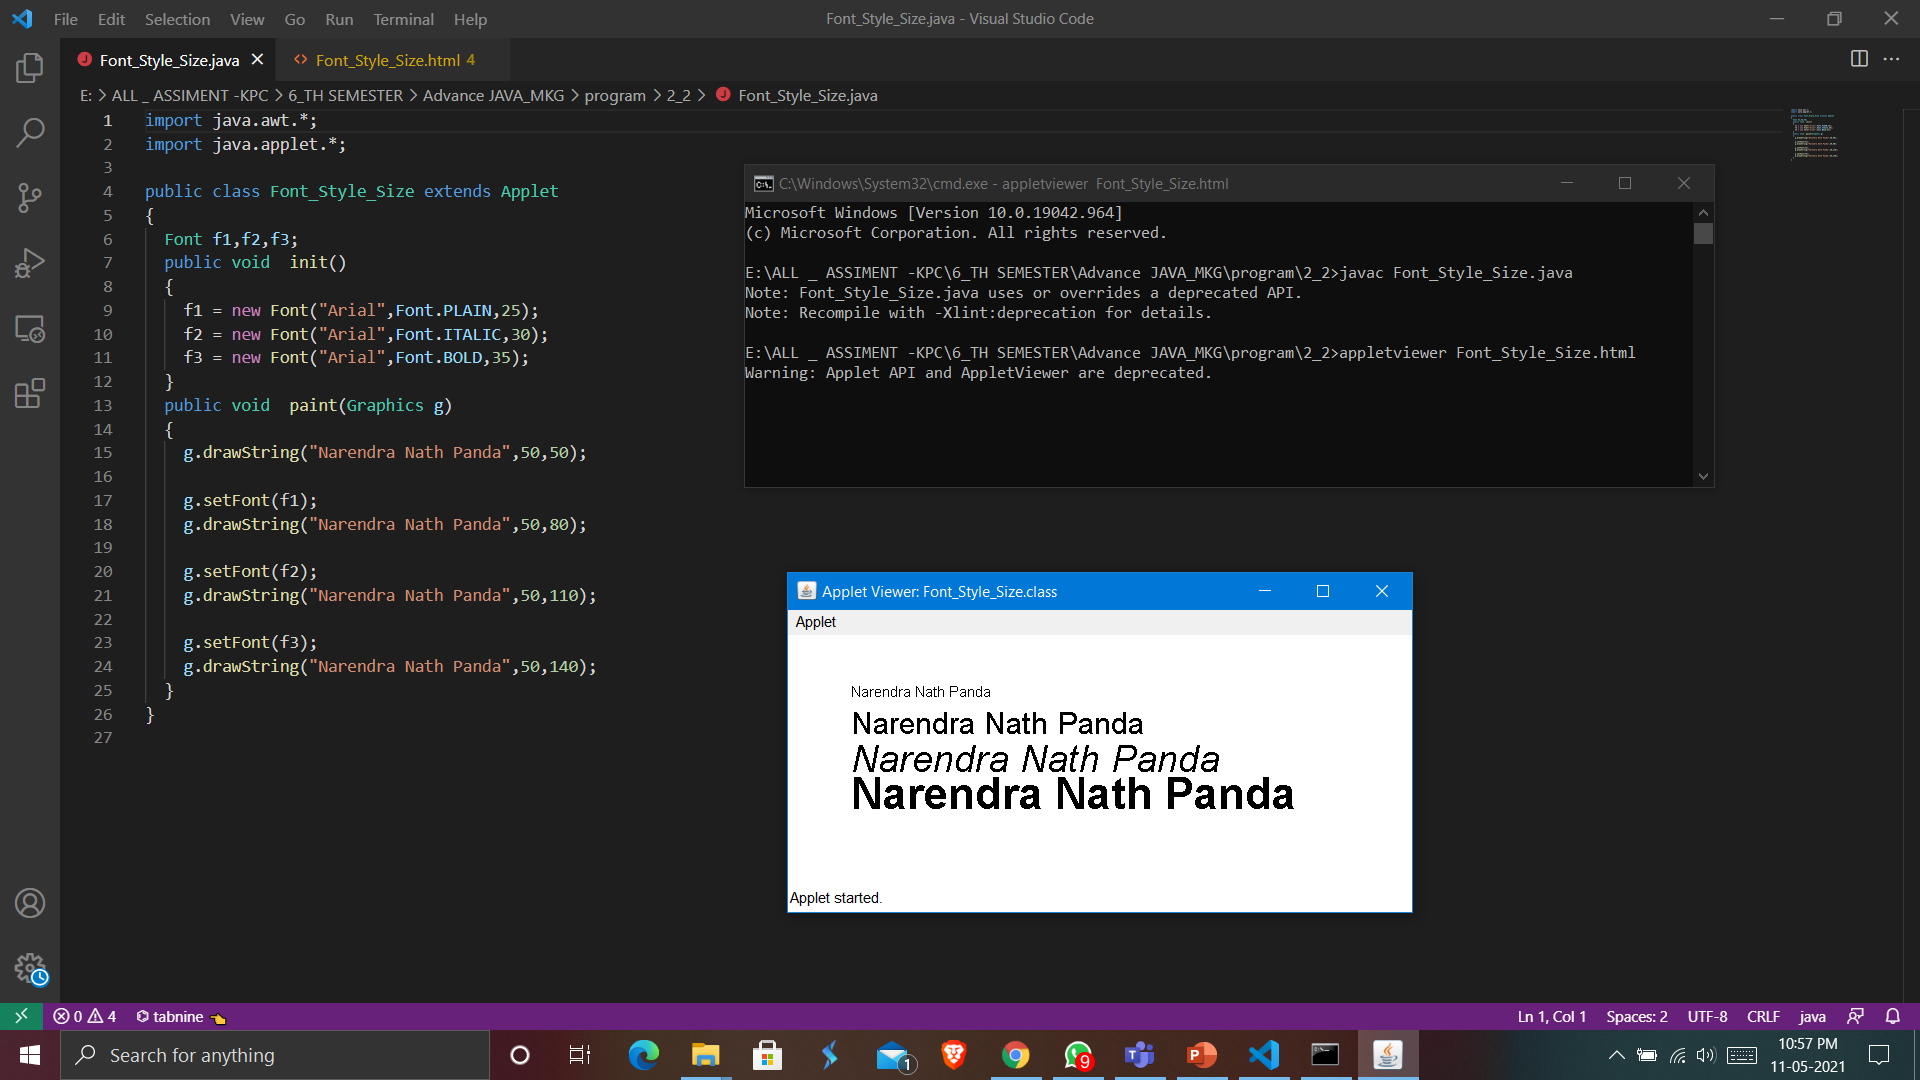 File Edit Selection View Go Run Terminal Help
Font_Style_Size.java - Visual Studio Code
Font_Style_Size.java
Font_Style_Size.html 4
E: > ALL _ ASSIMENT -KPC > 6_TH SEMESTER > Advance JAVA_MKG > program > 2_2 > Font_Style_Size.java
1 import java.awt.*;
2 import java.applet.*;
3
4 public class Font_Style_Size extends Applet
5 {
6 Font f1,f2,f3;
7 public void  init()
8 {
9 f1 = new Font("Arial",Font.PLAIN,25);
10 f2 = new Font("Arial",Font.ITALIC,30);
11 f3 = new Font("Arial",Font.BOLD,35);
12 }
13 public void  paint(Graphics g)
14 {
15 g.drawString("Narendra Nath Panda",50,50);
16
17 g.setFont(f1);
18 g.drawString("Narendra Nath Panda",50,80);
19
20 g.setFont(f2);
21 g.drawString("Narendra Nath Panda",50,110);
22
23 g.setFont(f3);
24 g.drawString("Narendra Nath Panda",50,140);
25 }
26 }
27
C:\Windows\System32\cmd.exe - appletviewer  Font_Style_Size.html
Microsoft Windows [Version 10.0.19042.964]
(c) Microsoft Corporation. All rights reserved.
E:\ALL _ ASSIMENT -KPC\6_TH SEMESTER\Advance JAVA_MKG\program\2_2>javac Font_Style_Size.java
Note: Font_Style_Size.java uses or overrides a deprecated API.
Note: Recompile with -Xlint:deprecation for details.
E:\ALL _ ASSIMENT -KPC\6_TH SEMESTER\Advance JAVA_MKG\program\2_2>appletviewer Font_Style_Size.html
Warning: Applet API and AppletViewer are deprecated.
Applet Viewer: Font_Style_Size.class
Applet
Narendra Nath Panda
Narendra Nath Panda
Narendra Nath Panda
Narendra Nath Panda
Applet started.
0 4 tabnine
Ln 1, Col 1 Spaces: 2 UTF-8 CRLF java
Search for anything
1
9
10:57 PM
11-05-2021